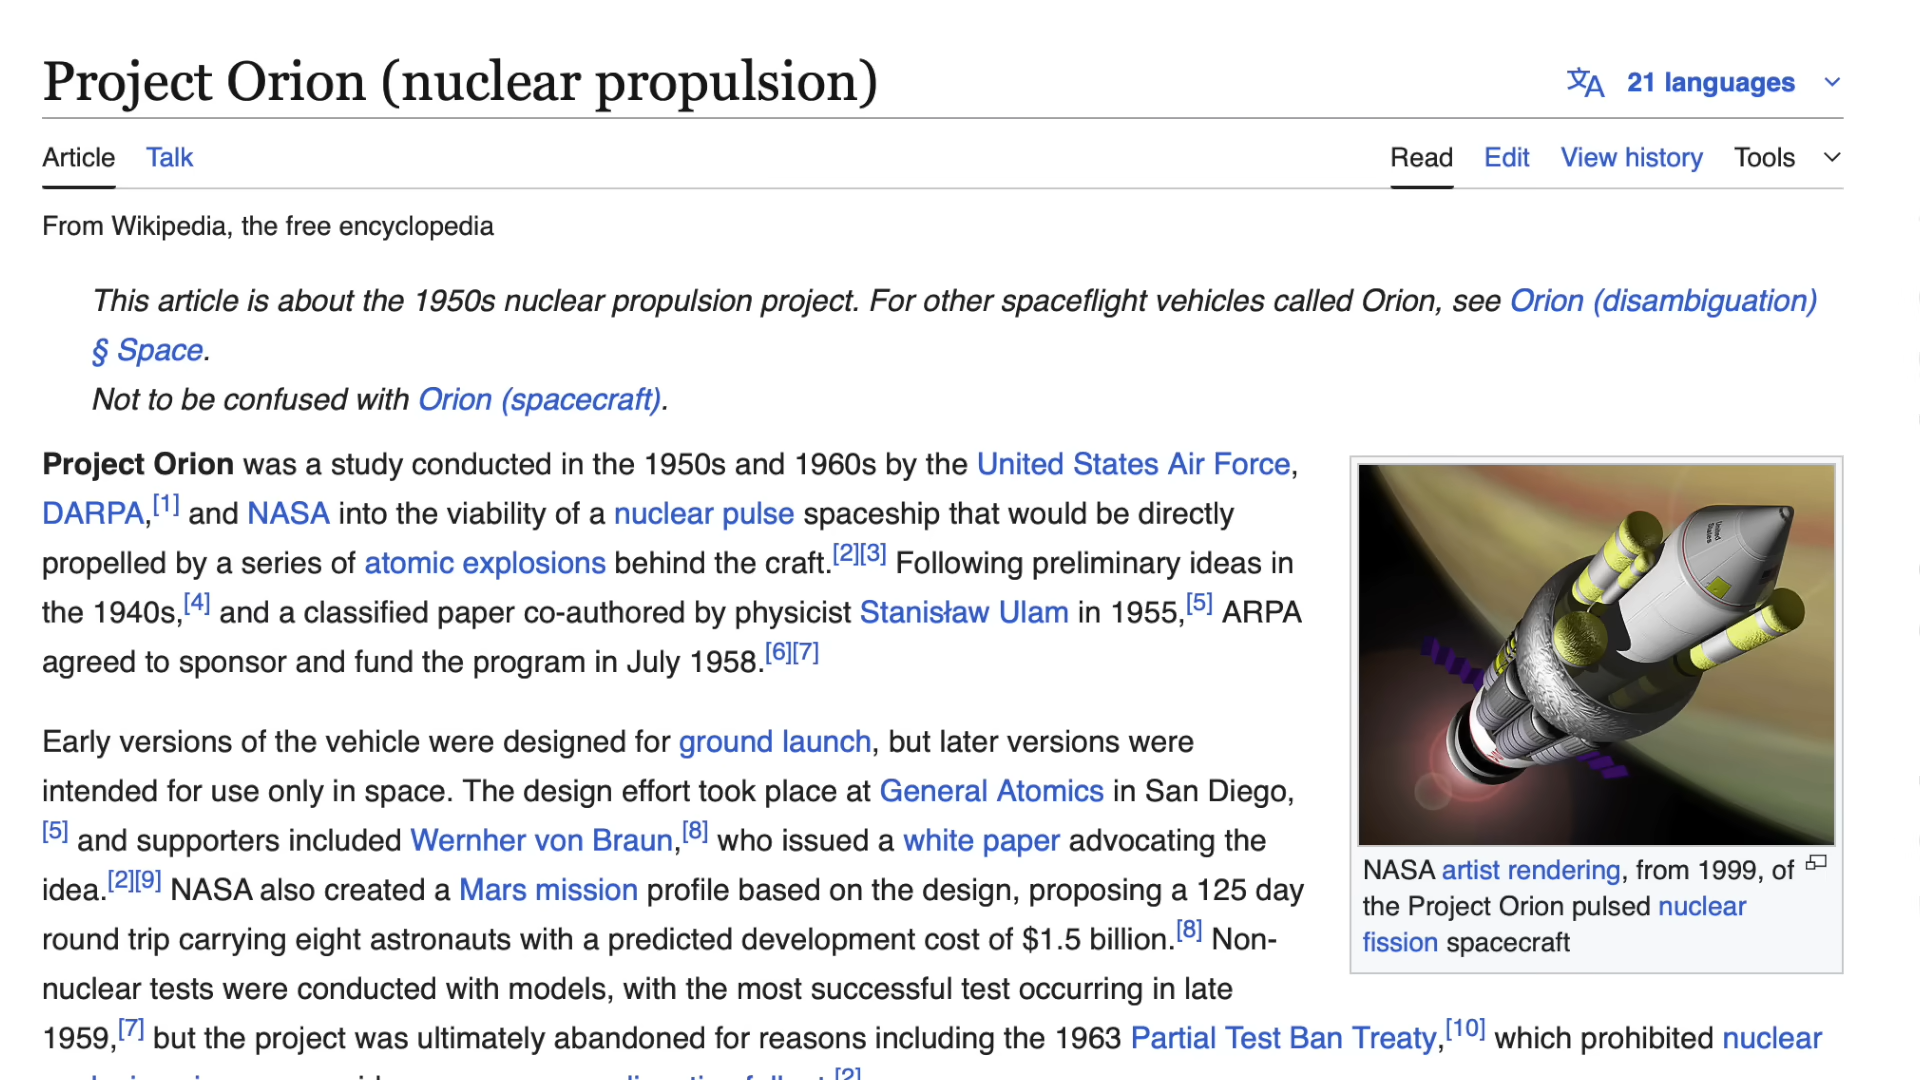 Project Orion (nuclear propulsion)
文A 21 languages
Article Talk
Read Edit View history Tools
From Wikipedia, the free encyclopedia
This article is about the 1950s nuclear propulsion project. For other spaceflight vehicles called Orion, see Orion (disambiguation)
§ Space.
Not to be confused with Orion (spacecraft).
Project Orion was a study conducted in the 1950s and 1960s by the United States Air Force,
DARPA,[1] and NASA into the viability of a nuclear pulse spaceship that would be directly
propelled by a series of atomic explosions behind the craft.[2][3] Following preliminary ideas in
the 1940s,[4] and a classified paper co-authored by physicist Stanisław Ulam in 1955,[5] ARPA
agreed to sponsor and fund the program in July 1958.[6][7]
Early versions of the vehicle were designed for ground launch, but later versions were
intended for use only in space. The design effort took place at General Atomics in San Diego,
[5] and supporters included Wernher von Braun,[8] who issued a white paper advocating the
idea.[2][9] NASA also created a Mars mission profile based on the design, proposing a 125 day
round trip carrying eight astronauts with a predicted development cost of $1.5 billion.[8] Non-
nuclear tests were conducted with models, with the most successful test occurring in late
1959,[7] but the project was ultimately abandoned for reasons including the 1963 Partial Test Ban Treaty,[10] which prohibited nuclear
[2]
United
States
NASA artist rendering, from 1999, of
the Project Orion pulsed nuclear
fission spacecraft